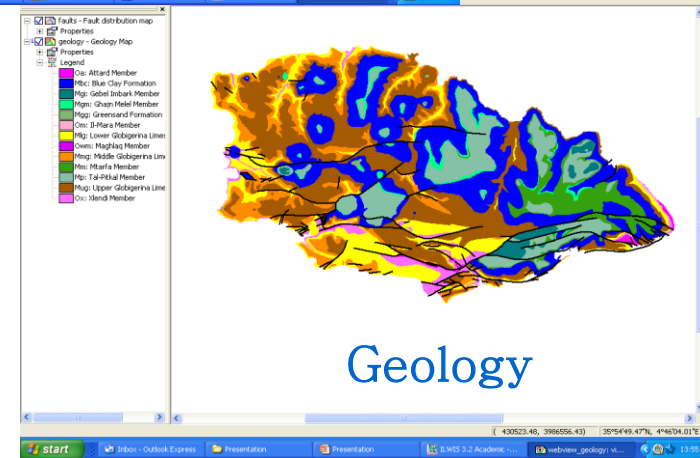 faults - Fault distribution map
Properties
geology - Geology Map
Properties
Legend
Oa: Attard Member
Mbc: Blue Clay Formation
Mgi: Gebel Imbark Member
Mgm: Ghajn Melel Member
Mgg: Greensand Formation
Om: Il-Mara Member
Mlg: Lower Globigerina Limes
Owm: Maghlaq Member
Mmg: Middle Globigerina Lime
Mm: Mtarfa Member
Mp: Tal-Pitkal Member
Mug: Upper Globigerina Lime
Ox: Xlendi Member
Geology
( 430523.48, 3986556.43) 35°54'49.47"N, 4°46'04.01"E
start Inbox - Outlook Express Presentation Presentation ILWIS 3.2 Academic -... webview_geology: vi... 13:55